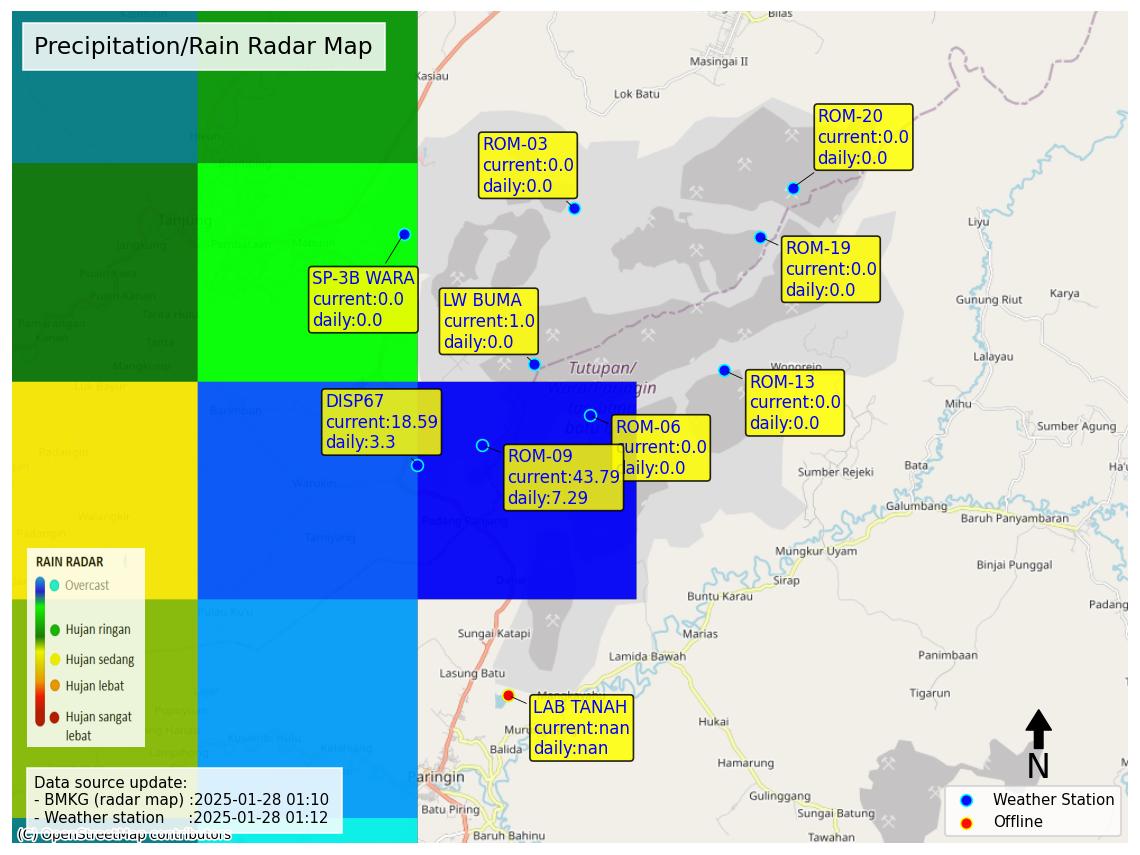 Precipitation/Rain Radar Map
Bilas
Masingai II
Kasiau
Lok Batu
ROM-20
current:0.0
daily:0.0
ROM-03
current:0.0
daily:0.0
Tanjung
Jangkung
Liyu
ROM-19
current:0.0
daily:0.0
SP-3B WARA
current:0.0
daily:0.0
LW BUMA
current:1.0
daily:0.0
Karya
Gunung Riut
Lalayau
Tutupan/
Wonorejo
ROM-13
current:0.0
daily:0.0
Mihu
DISP67
current:18.59
daily:3.3
ROM-06
current:0.0
daily:0.0
Sumber Agung
ROM-09
current:43.79
daily:7.29
Sumber Rejeki
Bata
Ha'u
Galumbang
Baruh Panyambaran
Mungkur Uyam
Binjai Punggal
Sirap
Buntu Karau
Padang
RAIN RADAR
Overcast
Hujan ringan
Hujan sedang
Hujan lebat
Hujan sangat
lebat
Sungai Katapi
Marias
Lamida Bawah
Panimbaan
Lasung Batu
Tigarun
LAB TANAH
current:nan
daily:nan
Hukai
Balida
Hamarung
Paringin
N
Data source update:
- BMKG (radar map) :2025-01-28 01:10
- Weather station :2025-01-28 01:12
Gulinggang
Weather Station
Offline
Batu Piring
Sungai Batung
Baruh Bahinu
Tawahan
(C) OpenStreetMap contributors